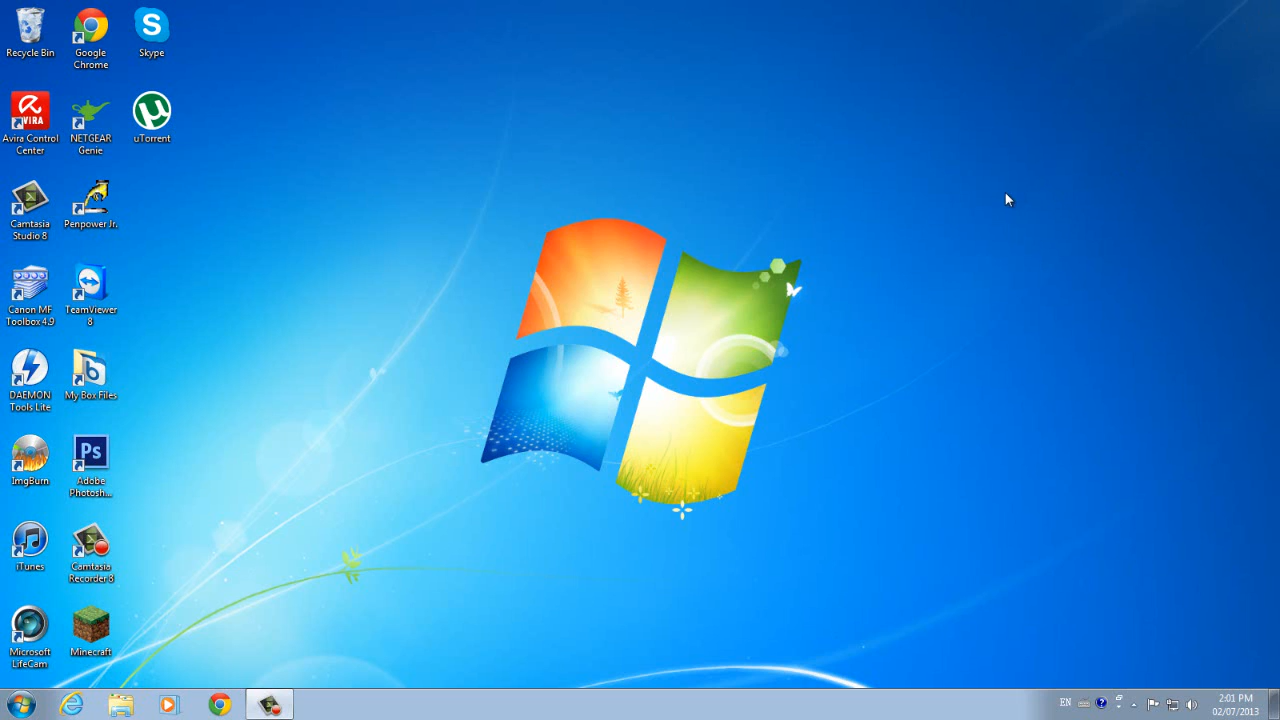 Recycle Bin
Google
Chrome
Skype
Avira Control
Center
NETGEAR
Genie
uTorrent
Camtasia
Studio 8
Penpower Jr.
Canon MF
Toolbox 4.9
TeamViewer
8
DAEMON
Tools Lite
My Box Files
ImgBurn
Adobe
Photosh...
iTunes
Camtasia
Recorder 8
Microsoft
LifeCam
Minecraft
EN
2:01 PM
02/07/2013